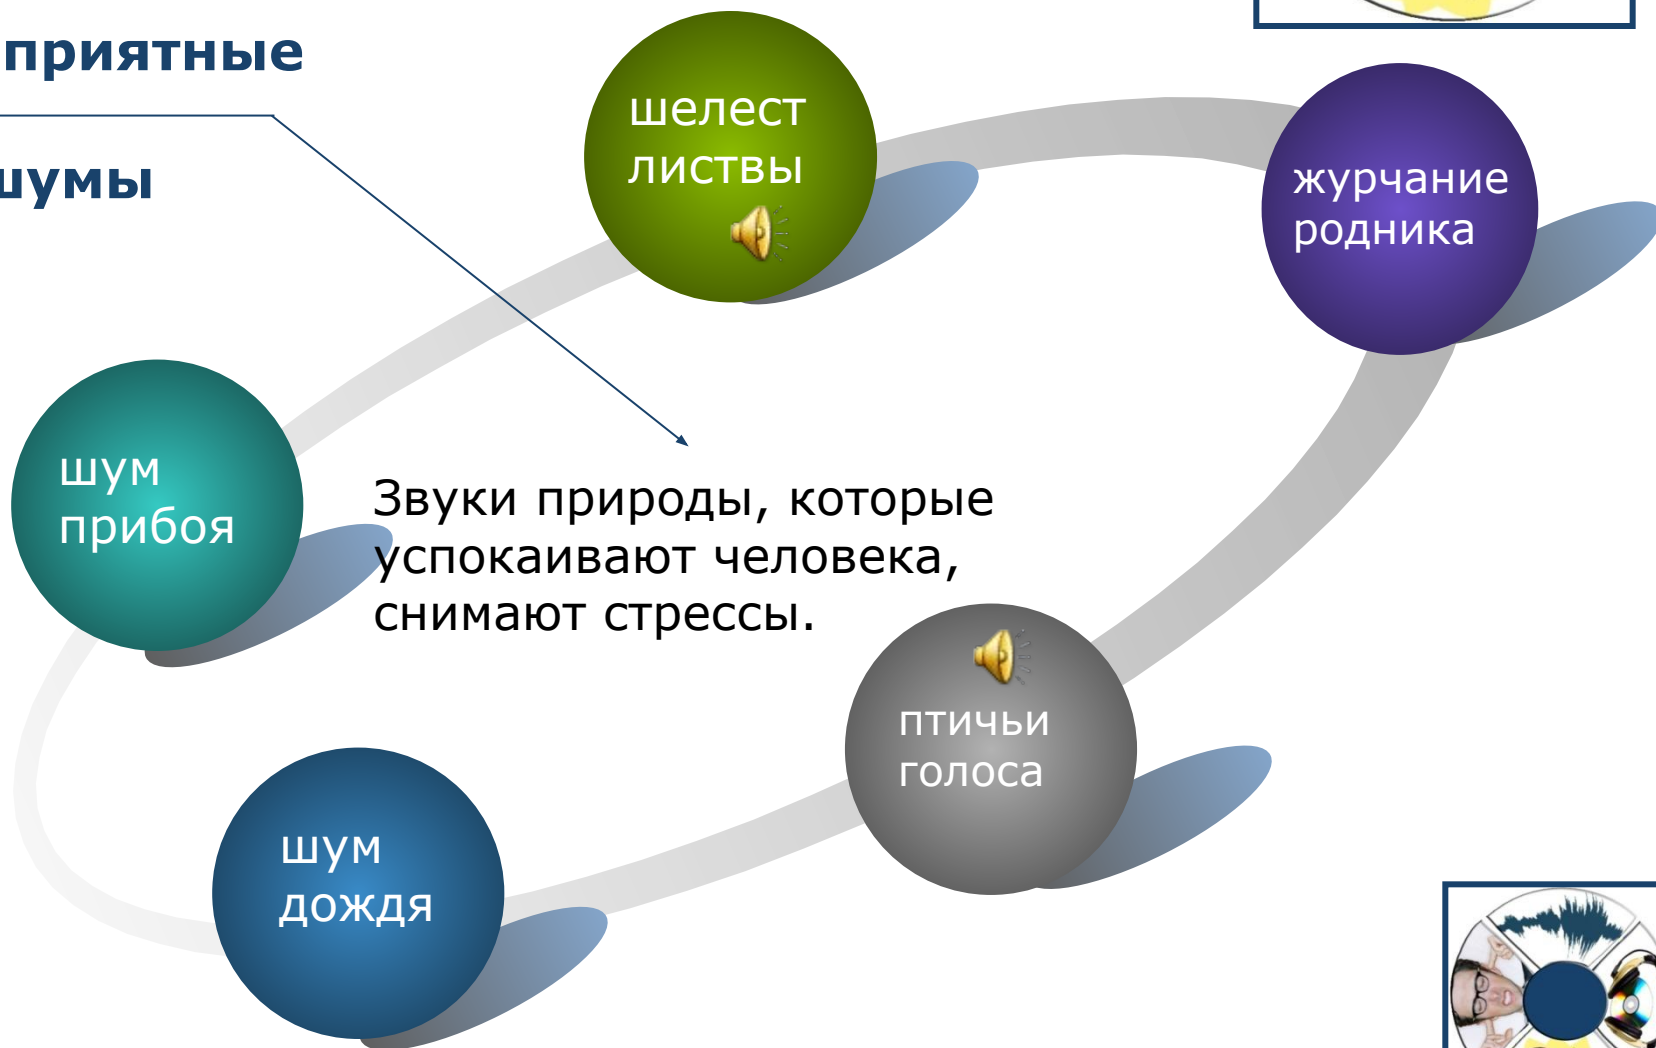 приятные
шумы
шелест
листвы
журчание
родника
шум
прибоя
Звуки природы, которые
успокаивают человека,
снимают стрессы.
птичьи
голоса
шум
дождя